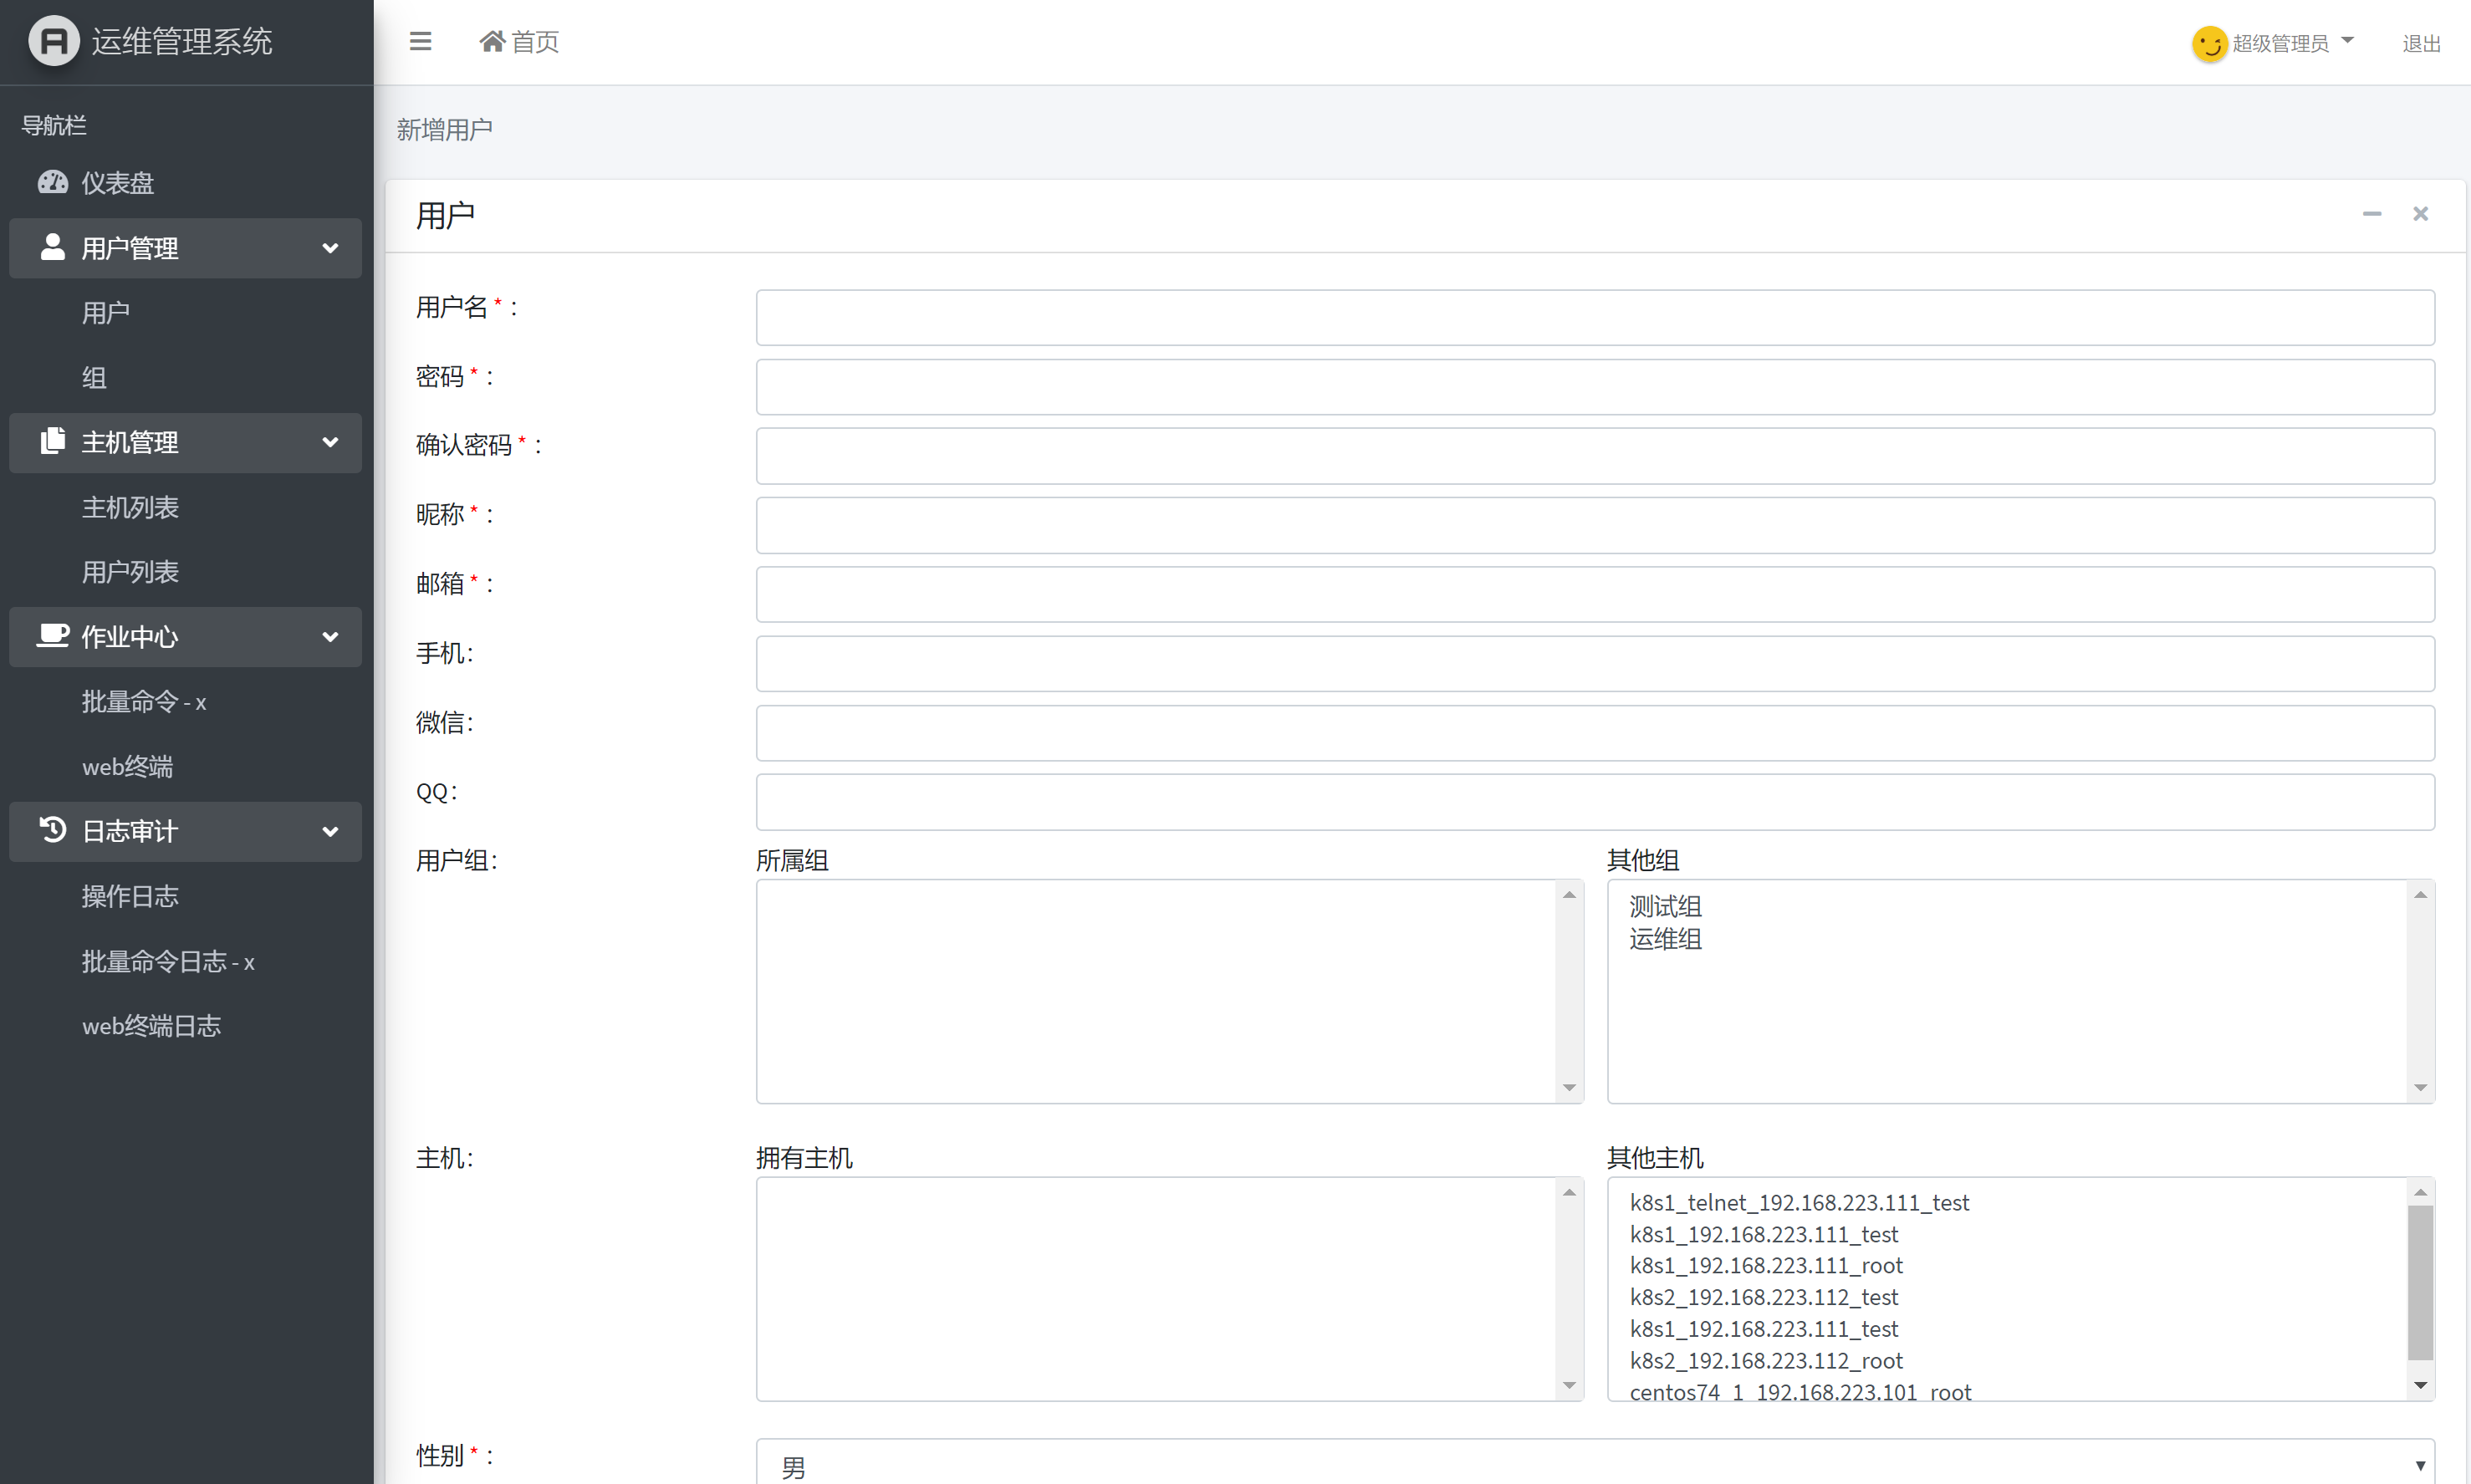 运维管理系统
首页
超级管理员
退出
导航栏
仪表盘
用户管理
用户
组
主机管理
主机列表
用户列表
作业中心
批量命令 - x
web终端
日志审计
操作日志
批量命令日志 - x
web终端日志
新增用户
用户
用户名 * :
密码 * :
确认密码 * :
昵称 * :
邮箱 * :
手机:
微信:
QQ:
用户组:
所属组
其他组
测试组
运维组
主机:
拥有主机
其他主机
k8s1_telnet_192.168.223.111_test
k8s1_192.168.223.111_test
k8s1_192.168.223.111_root
k8s2_192.168.223.112_test
k8s1_192.168.223.111_test
k8s2_192.168.223.112_root
centos74_1_192.168.223.101_root
性别 * :
男